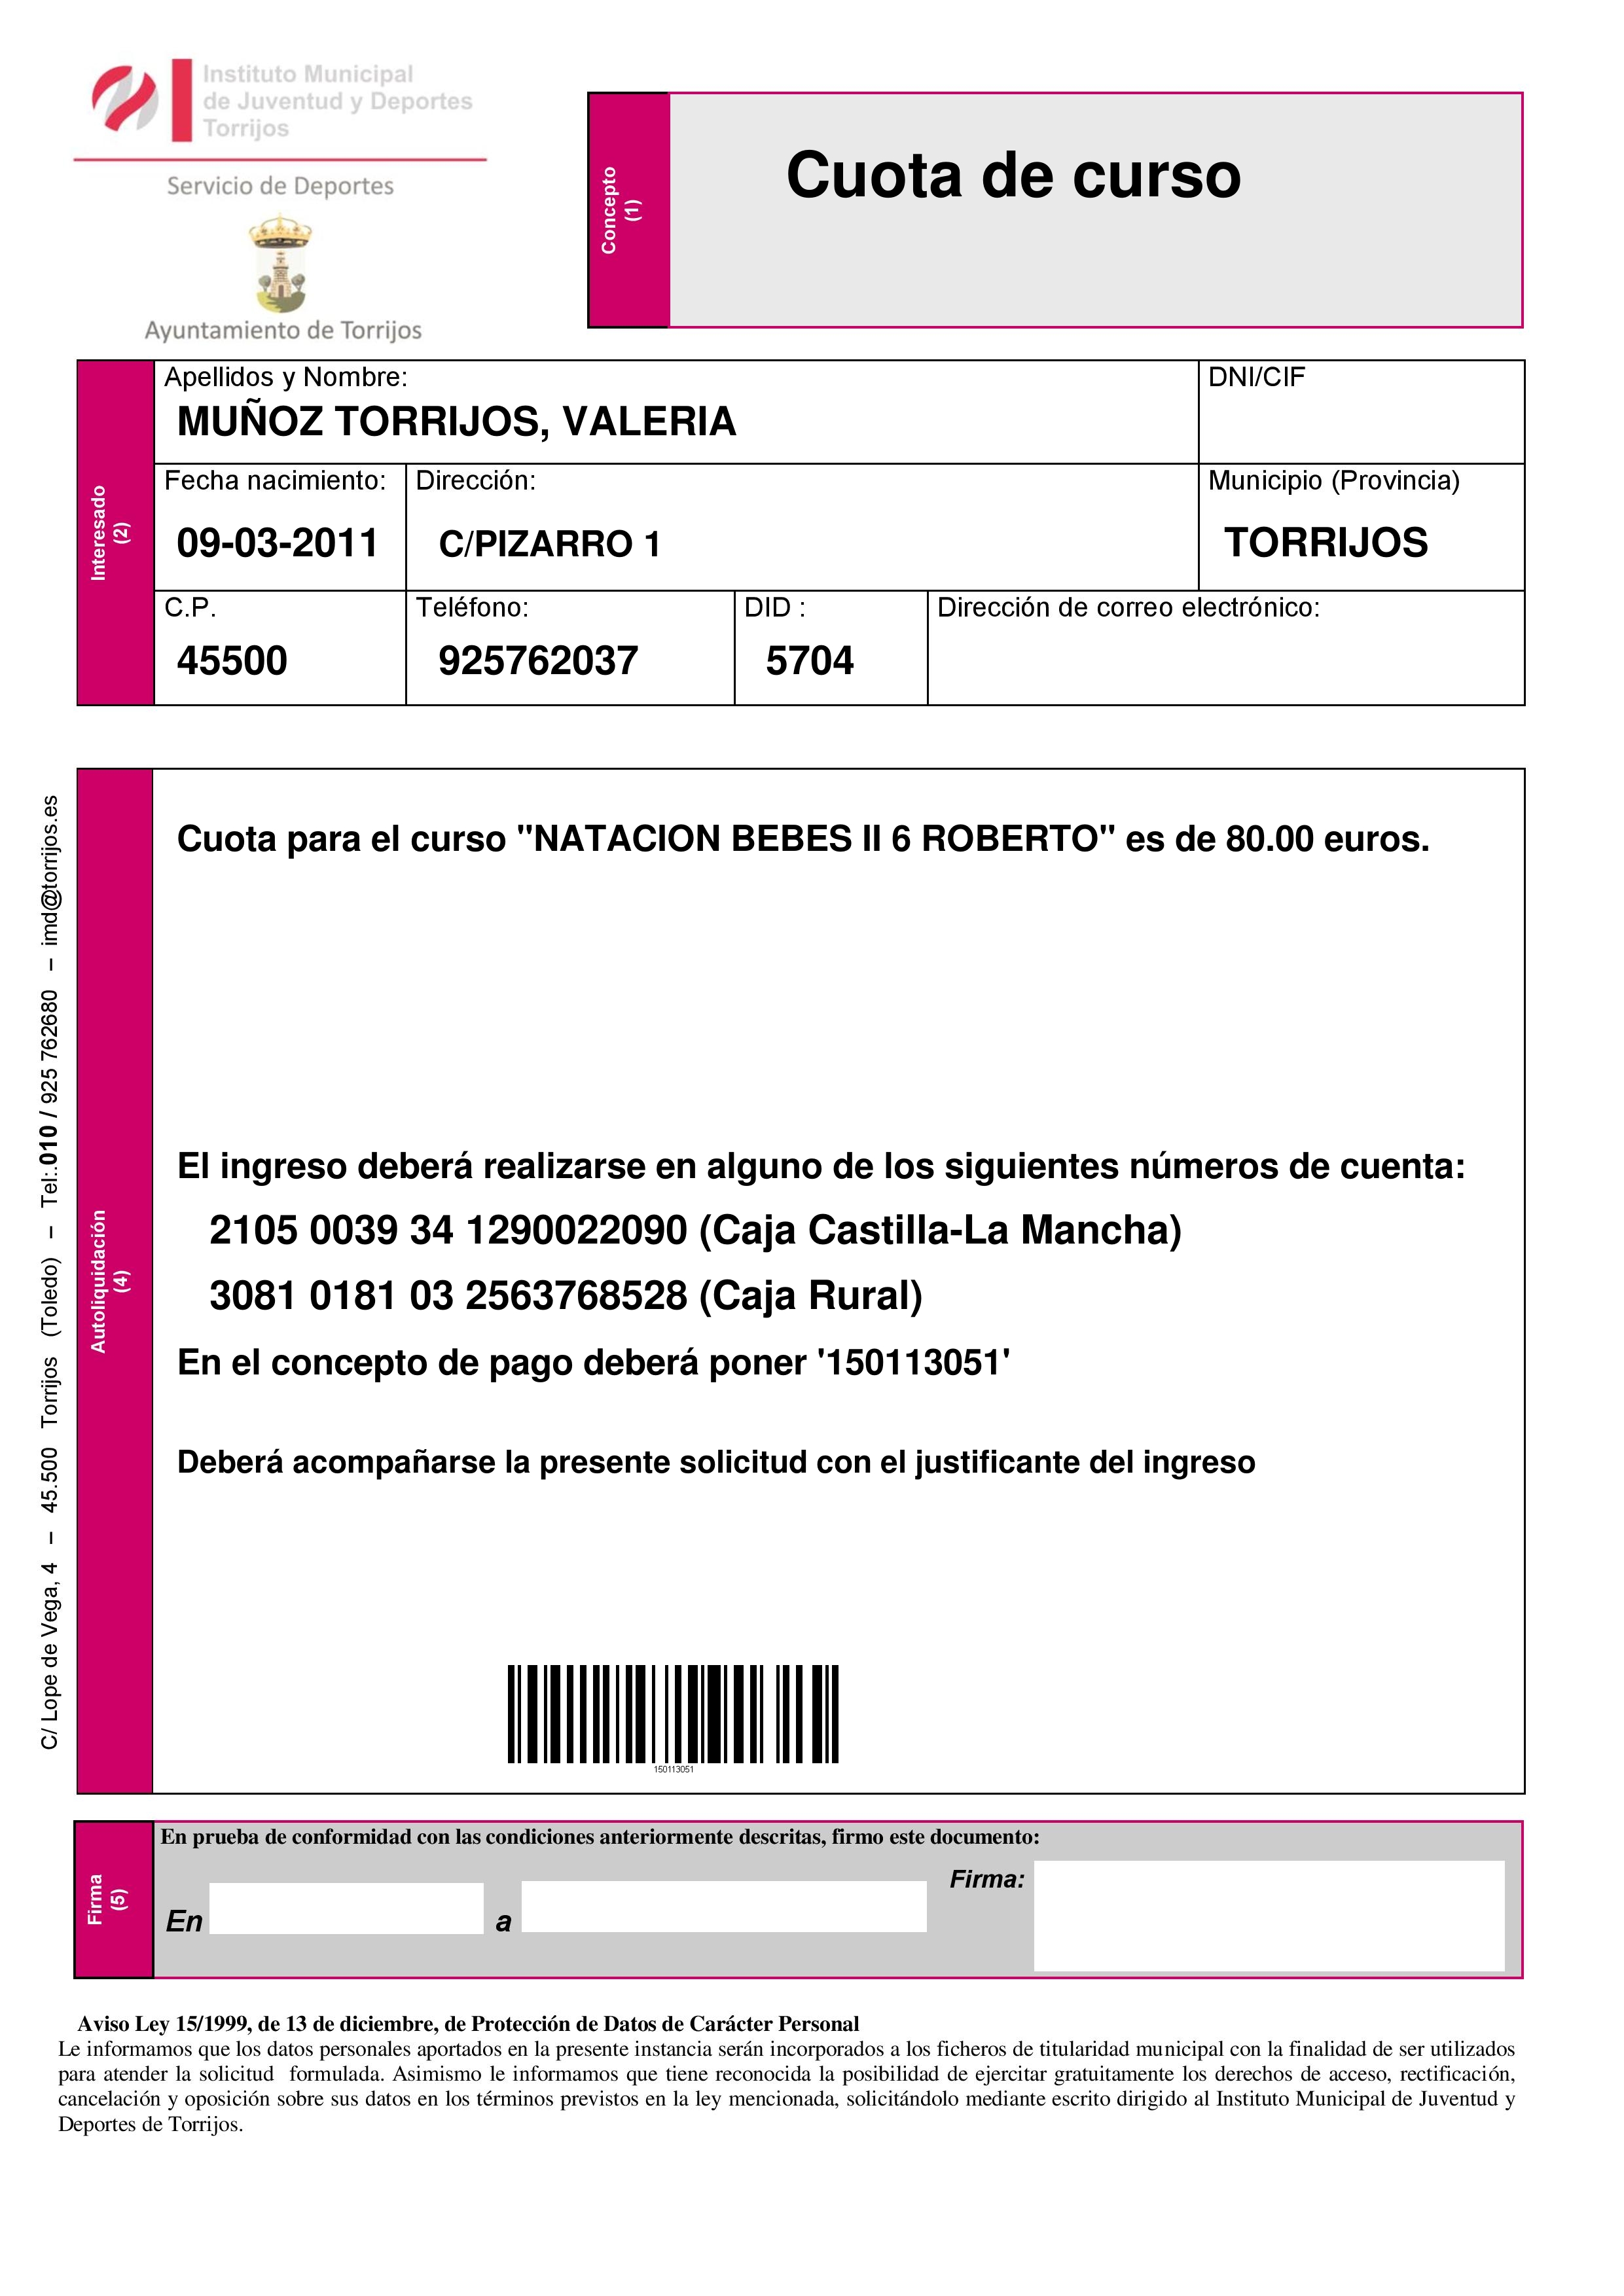 Instituto Municipal
de Juventud y Deportes
Torrijos
Servicio de Deportes
Ayuntamiento de Torrijos
Concepto
(1)
Cuota de curso
Interesado
(2)
Apellidos y Nombre:
MUÑOZ TORRIJOS, VALERIA
DNI/CIF
Fecha nacimiento:
09-03-2011
Dirección:
C/PIZARRO 1
Municipio (Provincia)
TORRIJOS
C.P.
45500
Teléfono:
925762037
DID :
5704
Dirección de correo electrónico:
C/ Lope de Vega, 4 – 45.500 Torrijos (Toledo) – Tel:.010 / 925 762680 – imd@torrijos.es
Autoliquidación
(4)
Cuota para el curso "NATACION BEBES II 6 ROBERTO" es de 80.00 euros.
El ingreso deberá realizarse en alguno de los siguientes números de cuenta:
2105 0039 34 1290022090 (Caja Castilla-La Mancha)
3081 0181 03 2563768528 (Caja Rural)
En el concepto de pago deberá poner '150113051'
Deberá acompañarse la presente solicitud con el justificante del ingreso
150113051
Firma
(5)
En prueba de conformidad con las condiciones anteriormente descritas, firmo este documento:
Firma:
En a
Aviso Ley 15/1999, de 13 de diciembre, de Protección de Datos de Carácter Personal
Le informamos que los datos personales aportados en la presente instancia serán incorporados a los ficheros de titularidad municipal con la finalidad de ser utilizados
para atender la solicitud formulada. Asimismo le informamos que tiene reconocida la posibilidad de ejercitar gratuitamente los derechos de acceso, rectificación,
cancelación y oposición sobre sus datos en los términos previstos en la ley mencionada, solicitándolo mediante escrito dirigido al Instituto Municipal de Juventud y
Deportes de Torrijos.